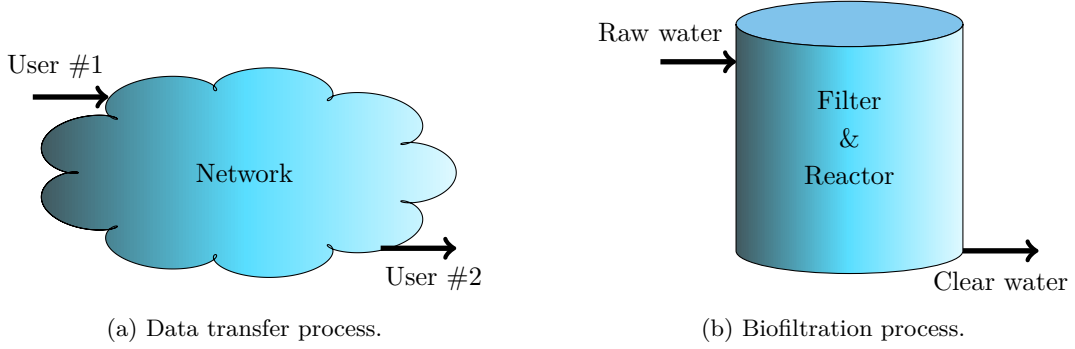 User #1
Network
User #2
(a) Data transfer process.
Raw water
Filter
&
Reactor
Clear water
(b) Biofiltration process.